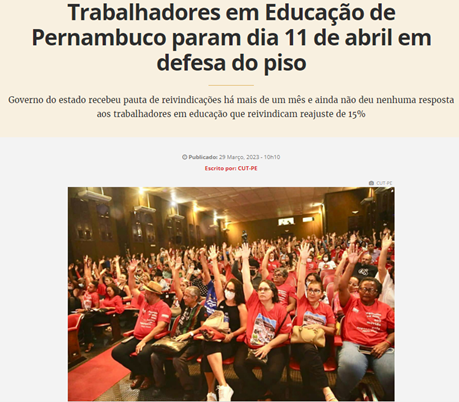 Trabalhadores em Educação de
Pernambuco param dia 11 de abril em
defesa do piso
Governo do estado recebeu pauta de reivindicações há mais de um mês e ainda não deu nenhuma resposta
aos trabalhadores em educação que reivindicam reajuste de 15%
Publicado: 29 Março, 2023 - 10h10
Escrito por: CUT-PE
CUT PE